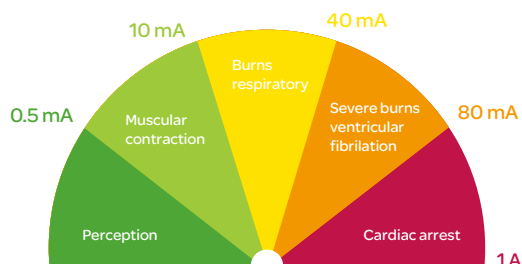 10 mA
40 mA
Burns
respiratory
0.5 mA
Muscular
contraction
Severe burns
ventricular
fibrilation
80 mA
Perception
Cardiac arrest
1 A